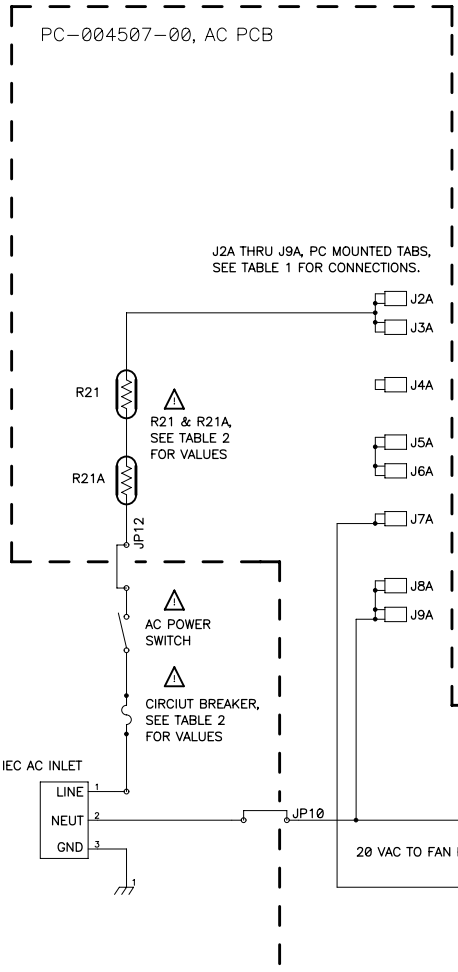 PC-004507-00, AC PCB
J2A THRU J9A, PC MOUNTED TABS,
SEE TABLE 1 FOR CONNECTIONS.
J2A
J3A
R21
J4A
R21 & R21A,
SEE TABLE 2
FOR VALUES
J5A
J6A
R21A
J7A
JP12
J8A
J9A
AC POWER
SWITCH
CIRCIUT BREAKER,
SEE TABLE 2
FOR VALUES
IEC AC INLET
LINE 1
NEUT 2
JP10
GND 3
20 VAC TO FAN
1